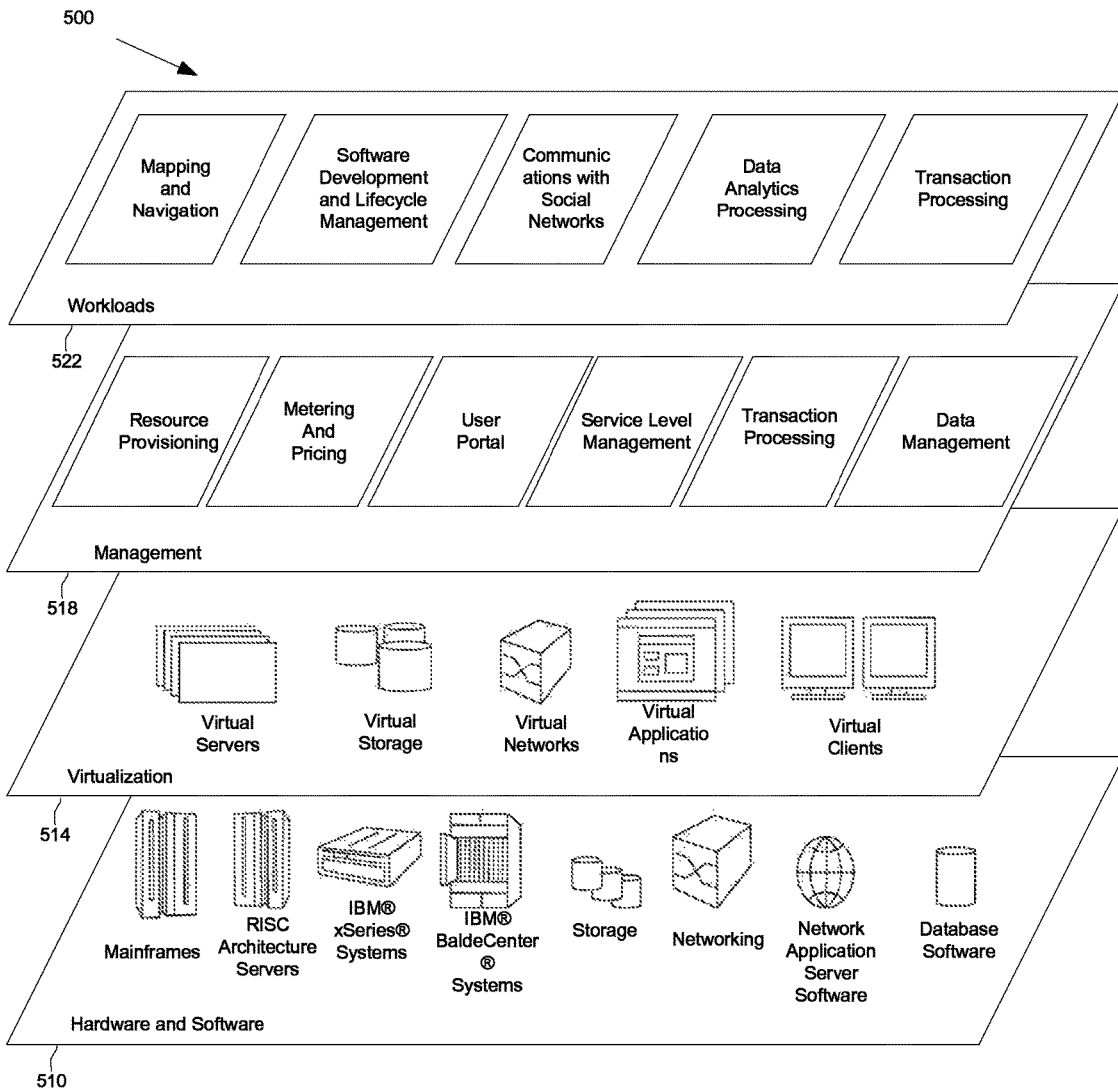 500
Mapping
and
Navigation
Software
Development
and Lifecycle
Management
Communic
ations with
Social
Networks
Data
Analytics
Processing
Transaction
Processing
Workloads
522
Resource
Provisioning
Metering
And
Pricing
User
Portal
Service Level
Management
Transaction
Processing
Data
Management
Management
518
Virtual
Servers
Virtual
Storage
Virtual
Networks
Virtual
Applicatio
ns
Virtual
Clients
Virtualization
514
Mainframes
RISC
Architecture
Servers
IBM®
xSeries®
Systems
IBM®
BaldeCenter
®
Systems
Storage
Networking
Network
Application
Server
Software
Database
Software
Hardware and Software
510